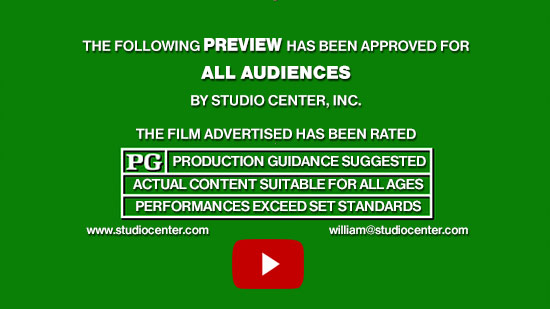 THE FOLLOWING PREVIEW HAS BEEN APPROVED FOR
ALL AUDIENCES
BY STUDIO CENTER, INC.
THE FILM ADVERTISED HAS BEEN RATED
PG PRODUCTION GUIDANCE SUGGESTED
ACTUAL CONTENT SUITABLE FOR ALL AGES
PERFORMANCES EXCEED SET STANDARDS
www.studiocenter.com william@studiocenter.com